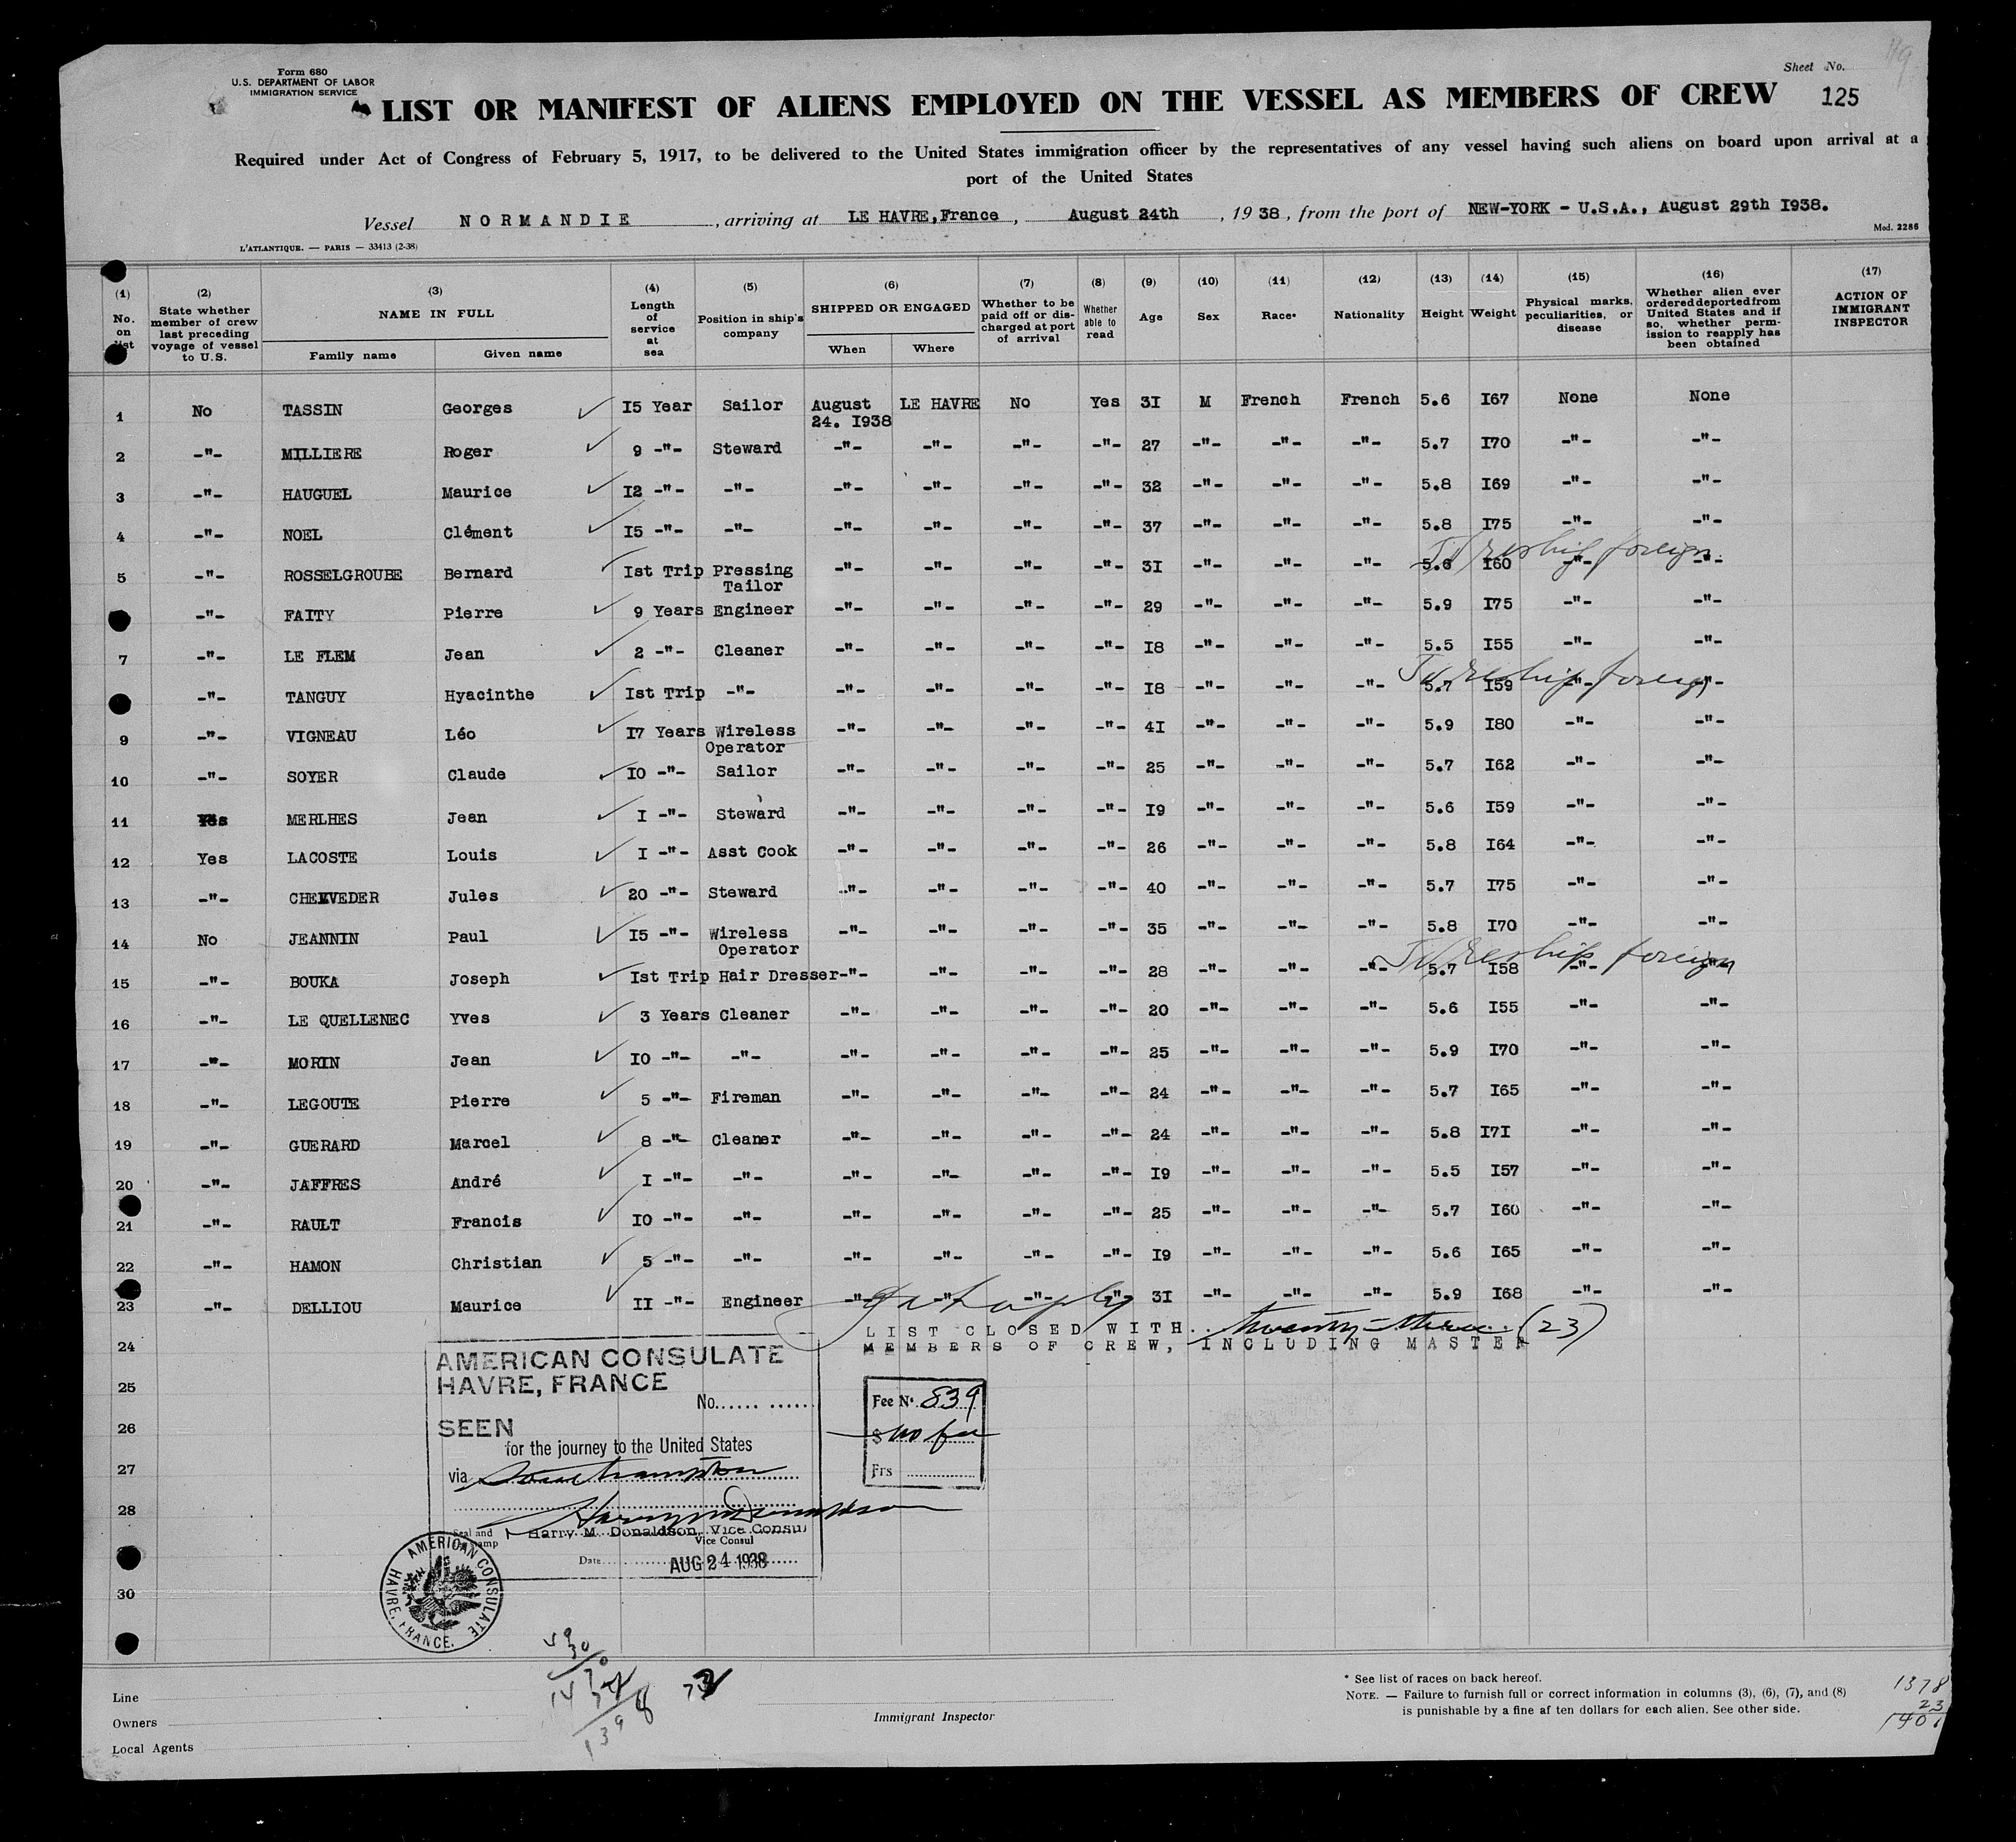 Form 680
U.S. DEPARTMENT OF LABOR
IMMIGRATION SERVICE
Sheet No.
119
LIST OR MANIFEST OF ALIENS EMPLOYED ON THE VESSEL AS MEMBERS OF CREW 125
Required under Act of Congress of February 5, 1917, to be delivered to the United States immigration officer by the representatives of any vessel having such aliens on board upon arrival at a
port of the United States
Vessel NORMANDIE, arriving at LE HAVRE, France, August 24th, 1938, from the port of NEW-YORK - U.S.A., August 29th I938.
L'ATLANTIQUE. — PARIS — 33413 (2-38)
Mod. 2286
(1) No. on list
(2) State whether member of crew last preceding voyage of vessel to U.S.
(3) NAME IN FULL Family name Given name
(4) Length of service at sea
(5) Position in ship's company
(6) SHIPPED OR ENGAGED When Where
(7) Whether to be paid off or discharged at port of arrival
(8) Whether able to read
(9) Age
(10) Sex
(11) Race*
(12) Nationality
(13) Height
(14) Weight
(15) Physical marks, peculiarities, or disease
(16) Whether alien ever ordered deported from United States and if so, whether permission to reapply has been obtained
(17) ACTION OF IMMIGRANT INSPECTOR
1 No TASSIN Georges I5 Year Sailor August 24. I938 LE HAVRE No Yes 3I M French French 5.6 I67 None None
2 -"- MILLIERE Roger 9 -"- Steward -"- -"- -"- -"- 27 -"- -"- -"- 5.7 I70 -"- -"-
3 -"- HAUGUEL Maurice I2 -"- -"- -"- -"- -"- -"- 32 -"- -"- -"- 5.8 I69 -"- -"-
4 -"- NOEL Clément I5 -"- -"- -"- -"- -"- -"- 37 -"- -"- -"- 5.8 I75 -"- -"-
foreign
5 -"- ROSSELGROUBE Bernard Ist Trip Pressing Tailor -"- -"- -"- -"- 3I -"- -"- -"- 5.6 I60 -"- -"-
-"- FAITY Pierre 9 Years Engineer -"- -"- -"- -"- 29 -"- -"- -"- 5.9 I75 -"- -"-
7 -"- LE FLEM Jean 2 -"- Cleaner -"- -"- -"- -"- I8 -"- -"- -"- 5.5 I55 -"- -"-
foreign
-"- TANGUY Hyacinthe Ist Trip -"- -"- -"- -"- -"- I8 -"- -"- -"- 5.7 I59 -"- -"-
9 -"- VIGNEAU Léo I7 Years Wireless Operator -"- -"- -"- -"- 4I -"- -"- -"- 5.9 I80 -"- -"-
10 -"- SOYER Claude I0 -"- Sailor -"- -"- -"- -"- 25 -"- -"- -"- 5.7 I62 -"- -"-
11 Yes MERLHES Jean I -"- Steward -"- -"- -"- -"- I9 -"- -"- -"- 5.6 I59 -"- -"-
12 Yes LACOSTE Louis I -"- Asst Cook -"- -"- -"- -"- 26 -"- -"- -"- 5.8 I64 -"- -"-
13 -"- Jules 20 -"- Steward -"- -"- -"- -"- 40 -"- -"- -"- 5.7 I75 -"- -"-
14 No JEANNIN Paul I5 -"- Wireless Operator -"- -"- -"- -"- 35 -"- -"- -"- 5.8 I70 -"- -"-
foreign
15 -"- BOUKA Joseph Ist Trip Hair Dresser -"- -"- -"- -"- 28 -"- -"- -"- 5.7 I58 -"- -"-
16 -"- LE QUELLENEC Yves 3 Years Cleaner -"- -"- -"- -"- 20 -"- -"- -"- 5.6 I55 -"- -"-
17 -"- MORIN Jean I0 -"- -"- -"- -"- -"- -"- 25 -"- -"- -"- 5.9 I70 -"- -"-
18 -"- LEGOUTE Pierre 5 -"- Fireman -"- -"- -"- -"- 24 -"- -"- -"- 5.7 I65 -"- -"-
19 -"- GUERARD Marcel 8 -"- Cleaner -"- -"- -"- -"- 24 -"- -"- -"- 5.8 I7I -"- -"-
20 -"- JAFFRES André I -"- -"- -"- -"- -"- -"- I9 -"- -"- -"- 5.5 I57 -"- -"-
21 -"- RAULT Francis I0 -"- -"- -"- -"- -"- -"- 25 -"- -"- -"- 5.7 I60 -"- -"-
22 -"- HAMON Christian 5 -"- -"- -"- -"- -"- -"- I9 -"- -"- -"- 5.6 I65 -"- -"-
23 -"- DELLIOU Maurice II -"- Engineer -"- -"- -"- -"- 3I -"- -"- -"- 5.9 I68 -"- -"-
LIST CLOSED WITH twenty-three (23)
24 MEMBERS OF CREW, INCLUDING MASTER
AMERICAN CONSULATE
25 HAVRE, FRANCE
No.
Fee No. 839
26 SEEN
$ no fee
for the journey to the United States
27 via Southampton
Frs
28
Seal and Stamp
Harry M. Donaldson, Vice Consul
Vice Consul
Date AUG 24 1938
AMERICAN CONSULATE HAVRE, FRANCE.
30
Line
Owners
Local Agents
Immigrant Inspector
* See list of races on back hereof.
NOTE. — Failure to furnish full or correct information in columns (3), (6), (7), and (8)
is punishable by a fine af ten dollars for each alien. See other side.
1378
23
1401